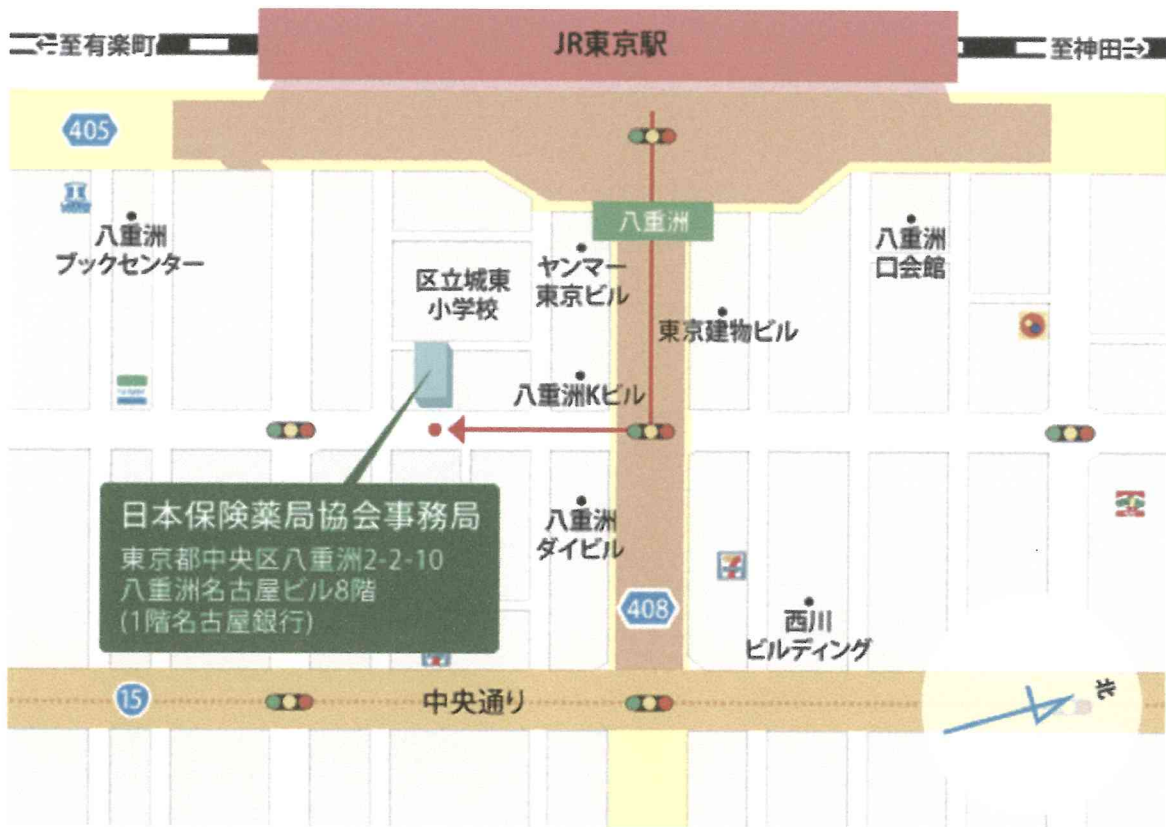 ←至有楽町
JR東京駅
至神田→
405
八重洲
八重洲
ブックセンター
区立城東
小学校
ヤンマー
東京ビル
八重洲
口会館
東京建物ビル
八重洲Kビル
日本保険薬局協会事務局
東京都中央区八重洲2-2-10
八重洲名古屋ビル8階
(1階名古屋銀行)
八重洲
ダイビル
408
西川
ビルディング
15
中央通り
北